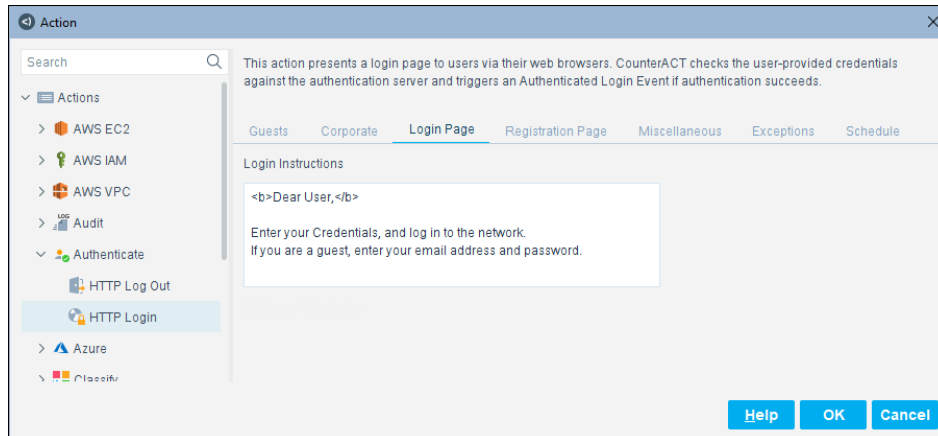 Action
Search
This action presents a login page to users via their web browsers. CounterACT checks the user-provided credentials
against the authentication server and triggers an Authenticated Login Event if authentication succeeds.
Actions
AWS EC2
AWS IAM
AWS VPC
LOG
Audit
Authenticate
HTTP Log Out
HTTP Login
Azure
Classify
Guests Corporate Login Page Registration Page Miscellaneous Exceptions Schedule
Login Instructions
<b>Dear User,</b>
Enter your Credentials, and log in to the network.
If you are a guest, enter your email address and password.
Help OK Cancel